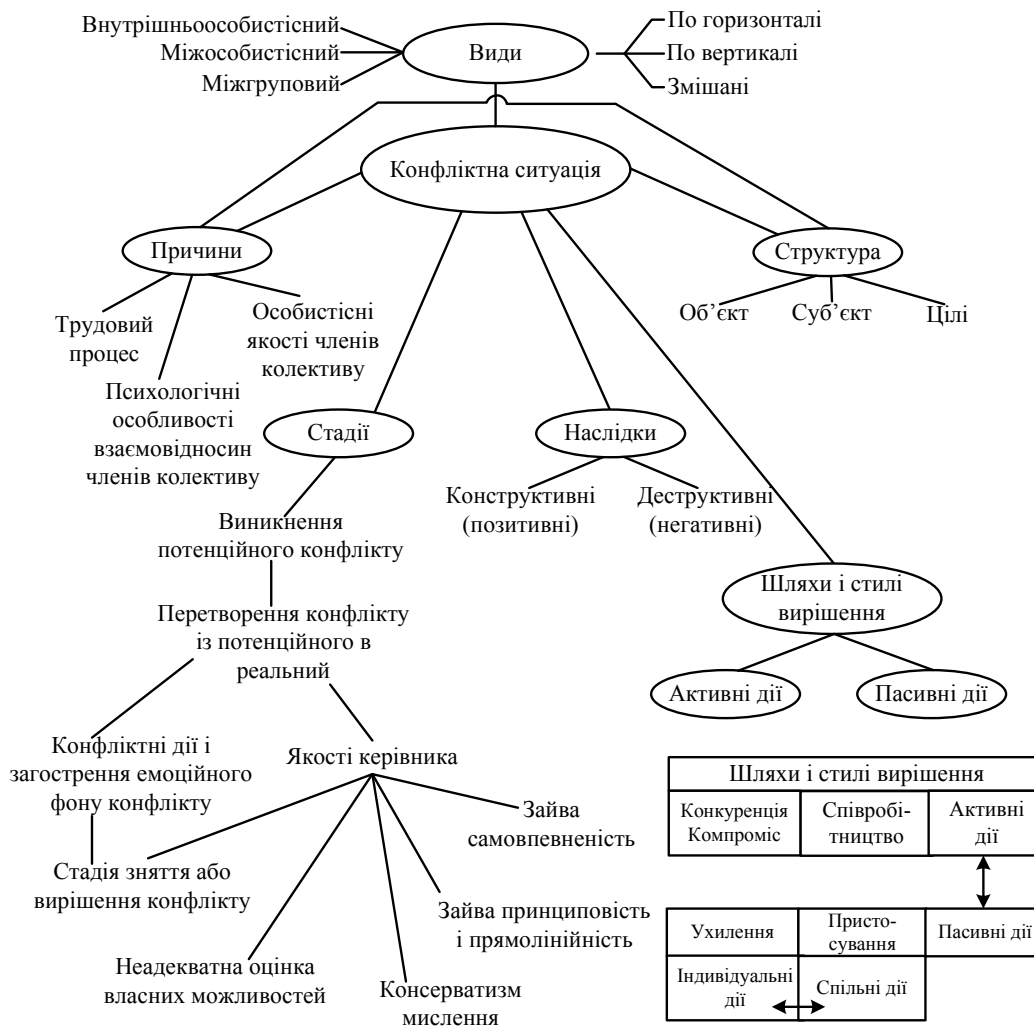 Внутрішньоособистісний
Міжособистісний
Міжгруповий
Види
По горизонталі
По вертикалі
Змішані
Конфліктна ситуація
Причини
Структура
Трудовий
процес
Психологічні
особливості
взаємовідносин
членів колективу
Особистісні
якості членів
колективу
Об’єкт
Суб’єкт
Цілі
Стадії
Наслідки
Конструктивні
(позитивні)
Деструктивні
(негативні)
Виникнення
потенційного конфлікту
Перетворення конфлікту
із потенційного в
реальний
Шляхи і стилі
вирішення
Активні дії
Пасивні дії
Конфліктні дії і
загострення емоційного
фону конфлікту
Якості керівника
Стадія зняття або
вирішення конфлікту
Зайва
самовпевненість
Зайва принциповість
і прямолінійність
Неадекватна оцінка
власних можливостей
Консерватизм
мислення
Шляхи і стилі вирішення
Конкуренція
Компроміс
Співробі-
тництво
Активні
дії
Ухилення
Присто-
сування
Пасивні дії
Індивідуальні
дії
Спільні дії